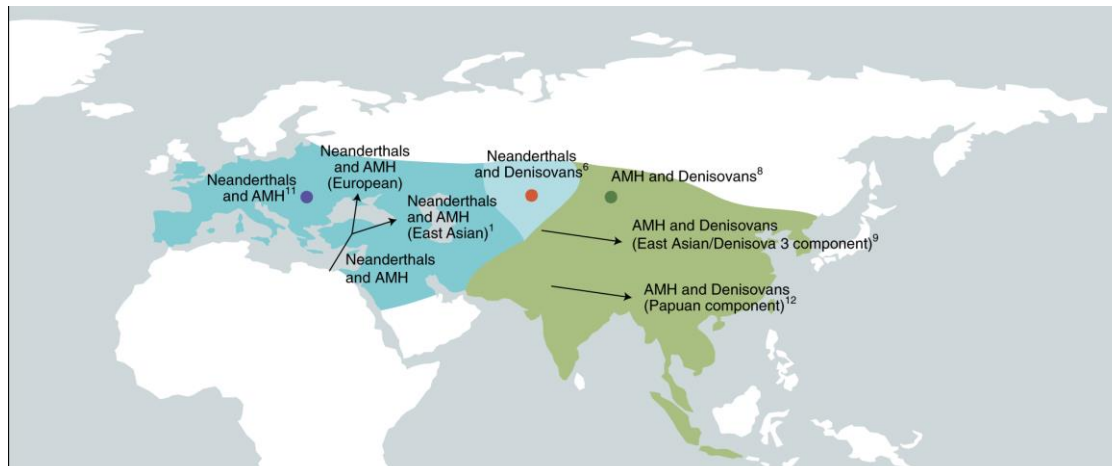 Neanderthals
and AMH
(European)
Neanderthals
and AMH¹¹
Neanderthals
and AMH
(East Asian)¹
Neanderthals
and AMH
Neanderthals
and Denisovans⁶
AMH and Denisovans⁸
AMH and Denisovans
(East Asian/Denisova 3 component)⁹
AMH and Denisovans
(Papuan component)¹²